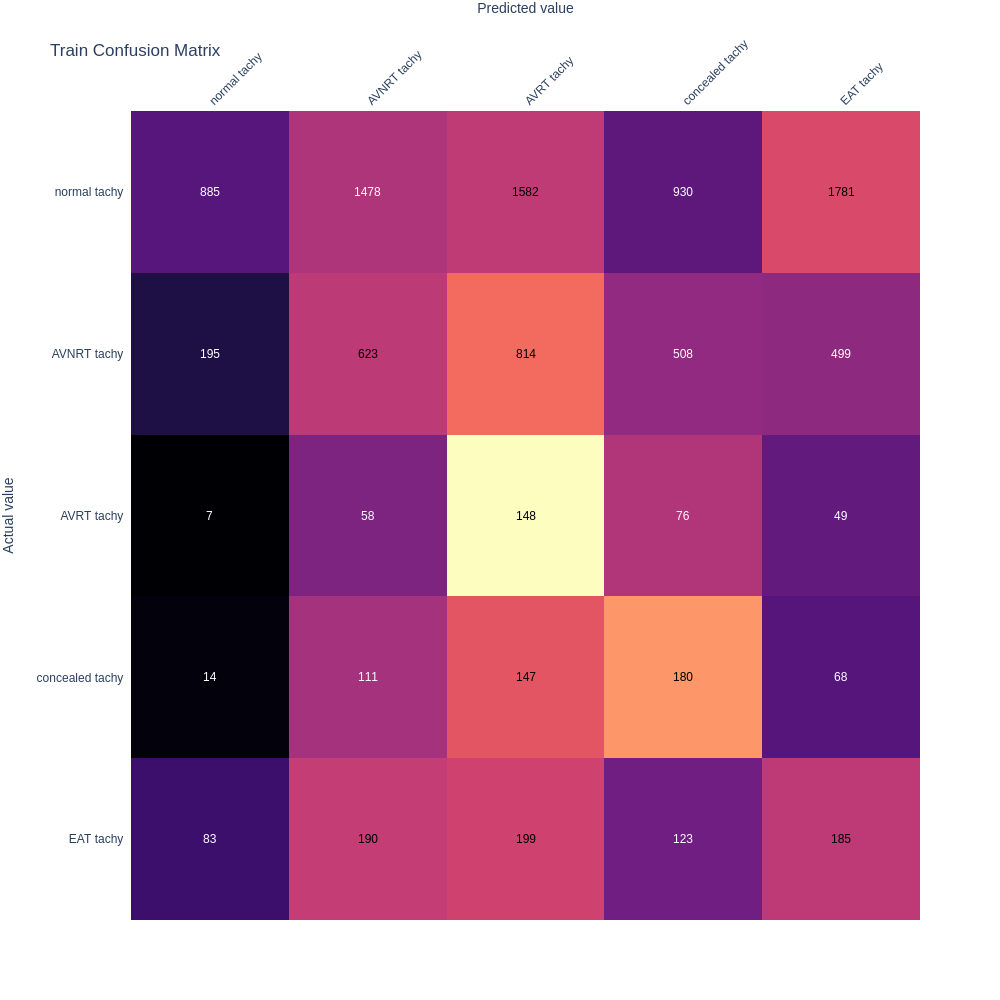 Predicted value
Train Confusion Matrix
normal tachy AVNRT tachy AVRT tachy concealed tachy EAT tachy
normal tachy 885 1478 1582 930 1781
AVNRT tachy 195 623 814 508 499
Actual value
AVRT tachy 7 58 148 76 49
concealed tachy 14 111 147 180 68
EAT tachy 83 190 199 123 185